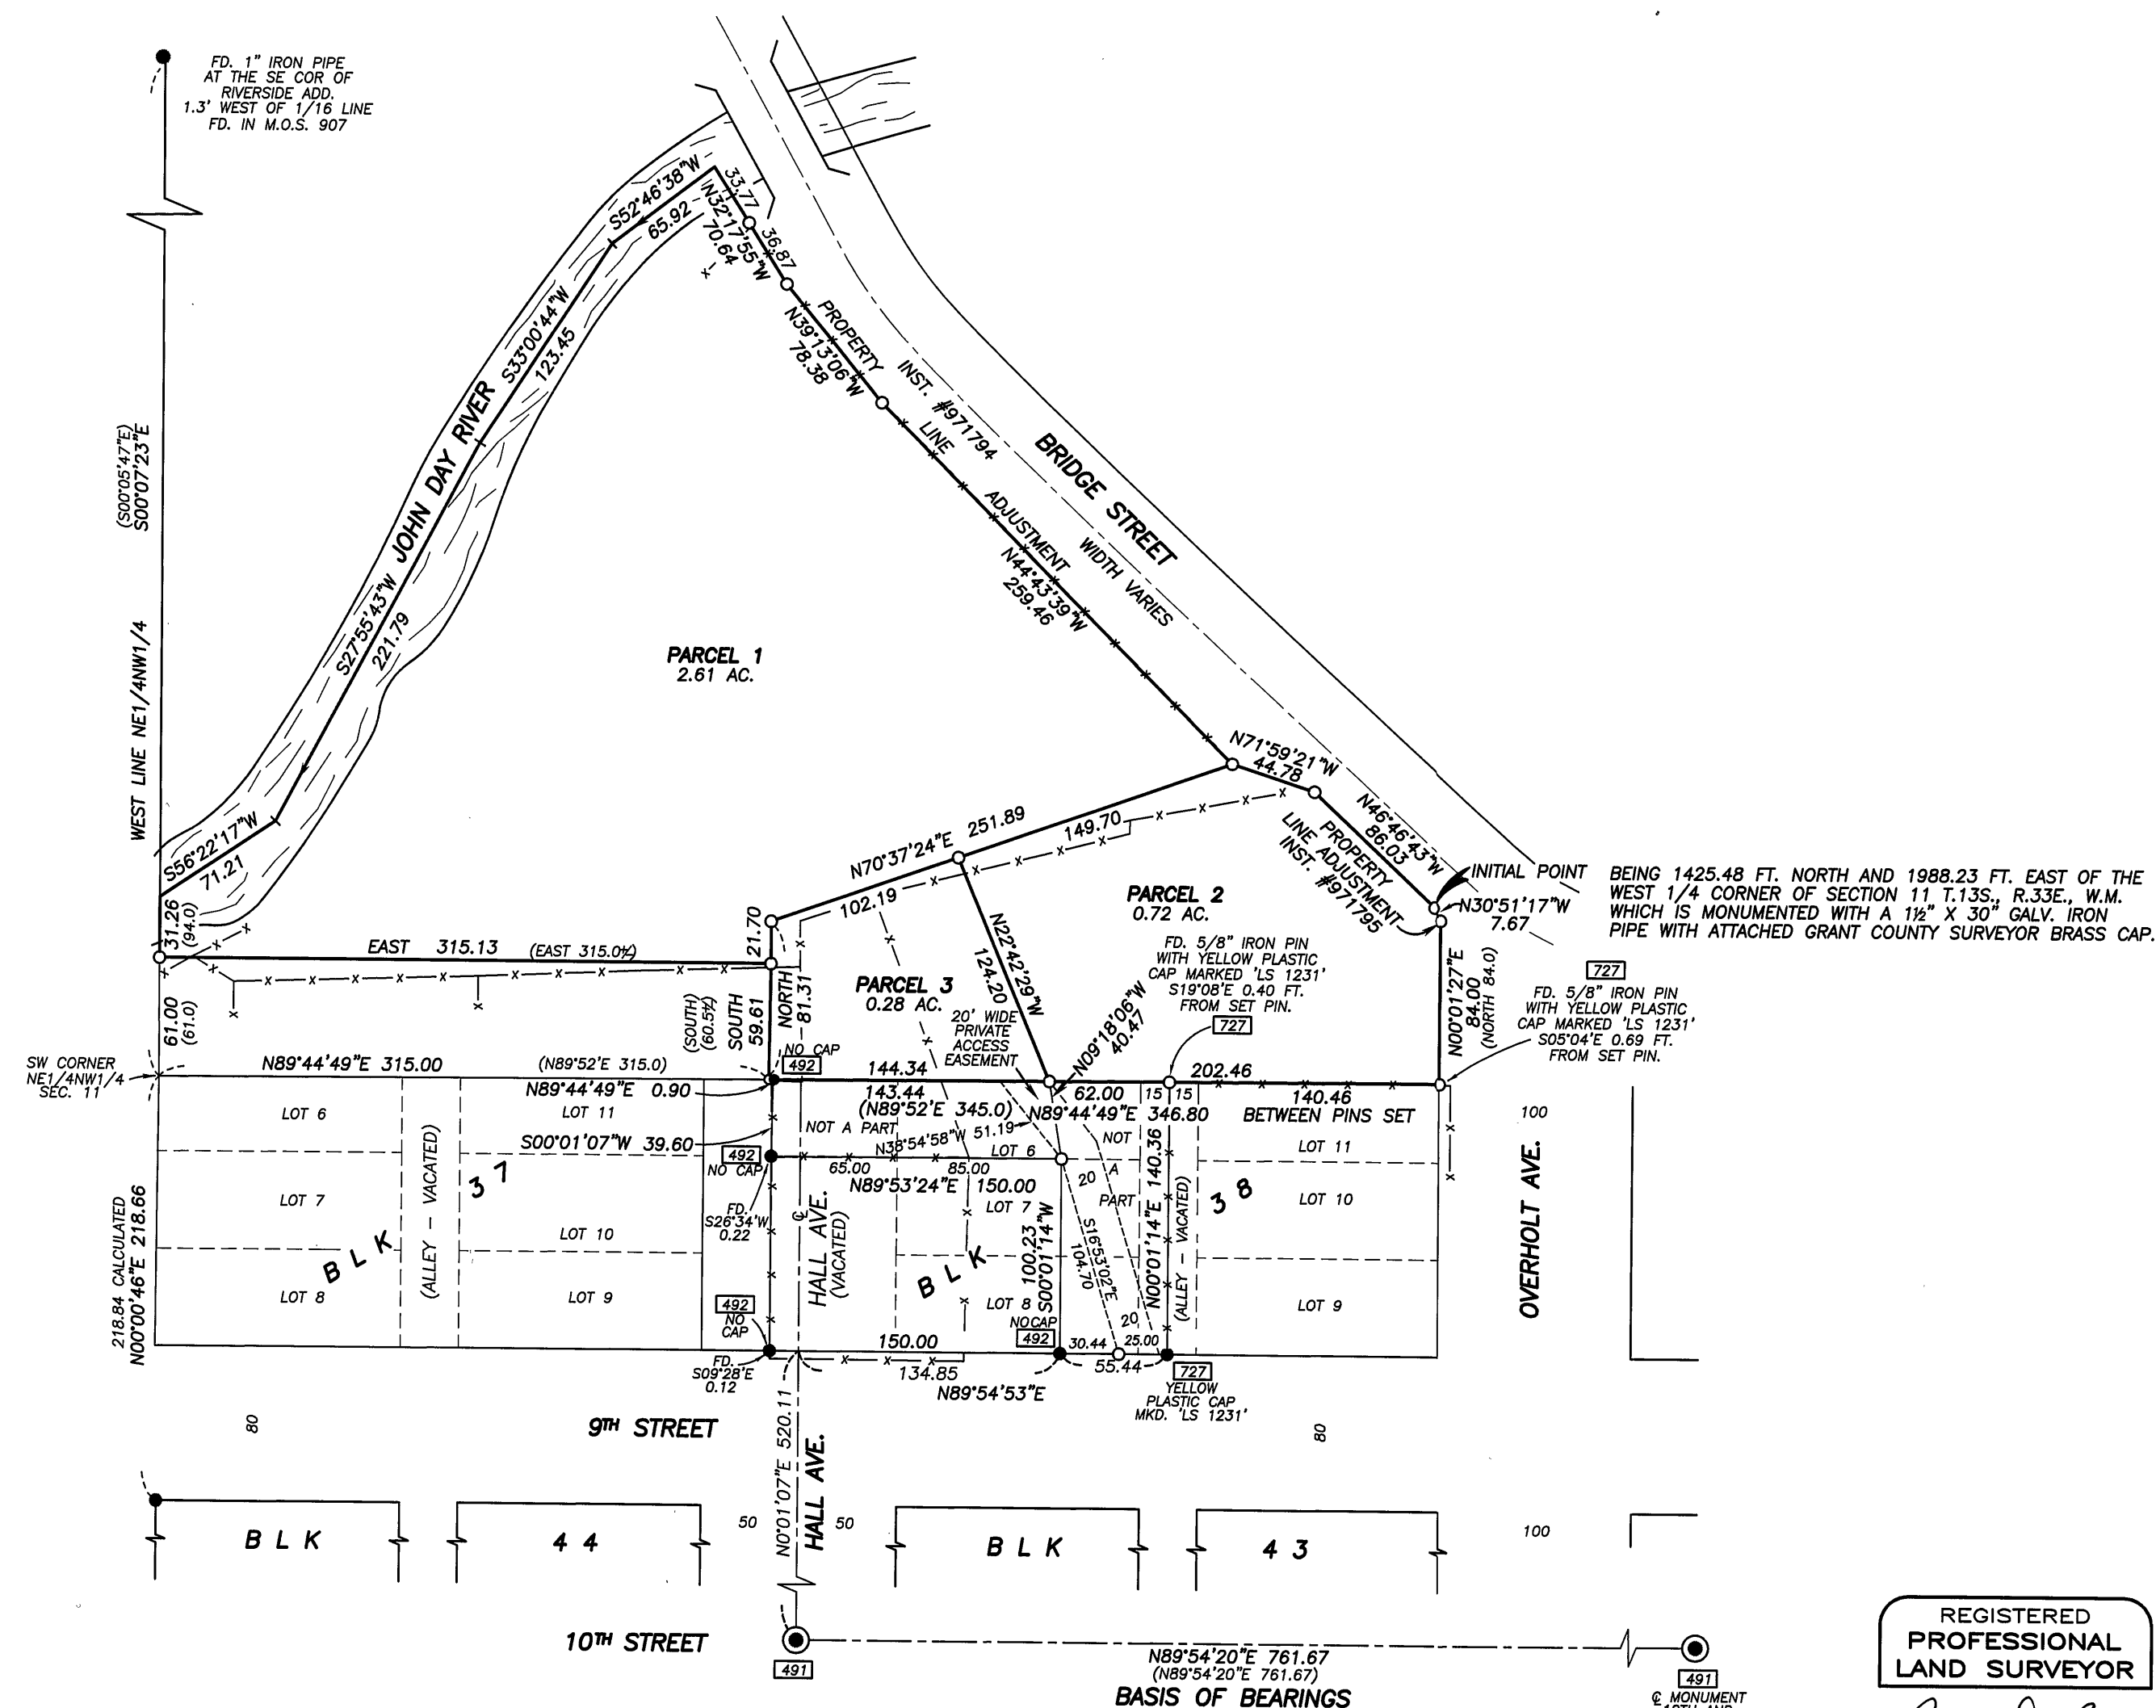 FD. 1" IRON PIPE
AT THE SE COR OF
RIVERSIDE ADD.
1.3' WEST OF 1/16 LINE
FD. IN M.O.S. 907
S52°46'38"W
65.92
33.77
N32°17'55"W
70.64
36.87
S33°00'44"W
123.45
N39°13'06"W
78.38
PROPERTY
LINE
ADJUSTMENT
INST. #971794
(S00°05'47"E)
S00°07'23"E
JOHN DAY RIVER
BRIDGE STREET
WIDTH VARIES
N44°43'39"W
259.46
S27°55'43"W
221.79
WEST LINE NE1/4NW1/4
PARCEL 1
2.61 AC.
N71°59'21"W
44.78
N46°46'43"W
86.03
PROPERTY
LINE ADJUSTMENT
INST. #971795
S56°22'17"W
71.21
N70°37'24"E 251.89
149.70
102.19
INITIAL POINT
BEING 1425.48 FT. NORTH AND 1988.23 FT. EAST OF THE
WEST 1/4 CORNER OF SECTION 11 T.13S., R.33E., W.M.
WHICH IS MONUMENTED WITH A 1½" X 30" GALV. IRON
PIPE WITH ATTACHED GRANT COUNTY SURVEYOR BRASS CAP.
N30°51'17"W
7.67
PARCEL 2
0.72 AC.
31.26
(94.0)
EAST 315.13 (EAST 315.0½)
21.70
NORTH
81.31
N22°42'29"W
124.20
FD. 5/8" IRON PIN
WITH YELLOW PLASTIC
CAP MARKED 'LS 1231'
S19°08'E 0.40 FT.
FROM SET PIN.
727
N00°01'27"E
84.00
(NORTH 84.0)
727
FD. 5/8" IRON PIN
WITH YELLOW PLASTIC
CAP MARKED 'LS 1231'
S05°04'E 0.69 FT.
FROM SET PIN.
PARCEL 3
0.28 AC.
20' WIDE
PRIVATE
ACCESS
EASEMENT
N09°18'06"W
40.47
61.00
(61.0)
(SOUTH)
(60.5½)
SOUTH
59.61
NO CAP
492
SW CORNER
NE1/4NW1/4
SEC. 11
N89°44'49"E 315.00
(N89°52'E 315.0)
144.34
202.46
N89°44'49"E 0.90
143.44
62.00
15
15
140.46
(N89°52'E 345.0)
N89°44'49"E 346.80
BETWEEN PINS SET
LOT 6
LOT 11
NOT A PART
100
S00°01'07"W 39.60
N38°54'58"W 51.19
LOT 6
NOT
A
PART
LOT 11
492
NO CAP
65.00
85.00
N89°53'24"E 150.00
20
LOT 7
37
LOT 10
LOT 7
38
LOT 10
BLK
(ALLEY - VACATED)
FD.
S26°34'W
0.22
HALL AVE.
(VACATED)
BLK
100.23
S00°01'14"W
S16°53'02"E
104.70
N00°01'14"E 140.36
(ALLEY - VACATED)
OVERHOLT AVE.
218.84 CALCULATED
N00°00'46"E 218.66
LOT 8
LOT 9
492
NO
CAP
LOT 8
NO CAP
492
20
LOT 9
150.00
30.44
25.00
FD.
S09°28'E
0.12
134.85
55.44
N89°54'53"E
727
YELLOW
PLASTIC CAP
MKD. 'LS 1231'
80
9TH STREET
80
N0°01'07"E 520.11
HALL AVE.
BLK
44
50
50
BLK
43
100
10TH STREET
491
N89°54'20"E 761.67
(N89°54'20"E 761.67)
BASIS OF BEARINGS
491
℄ MONUMENT
REGISTERED
PROFESSIONAL
LAND SURVEYOR